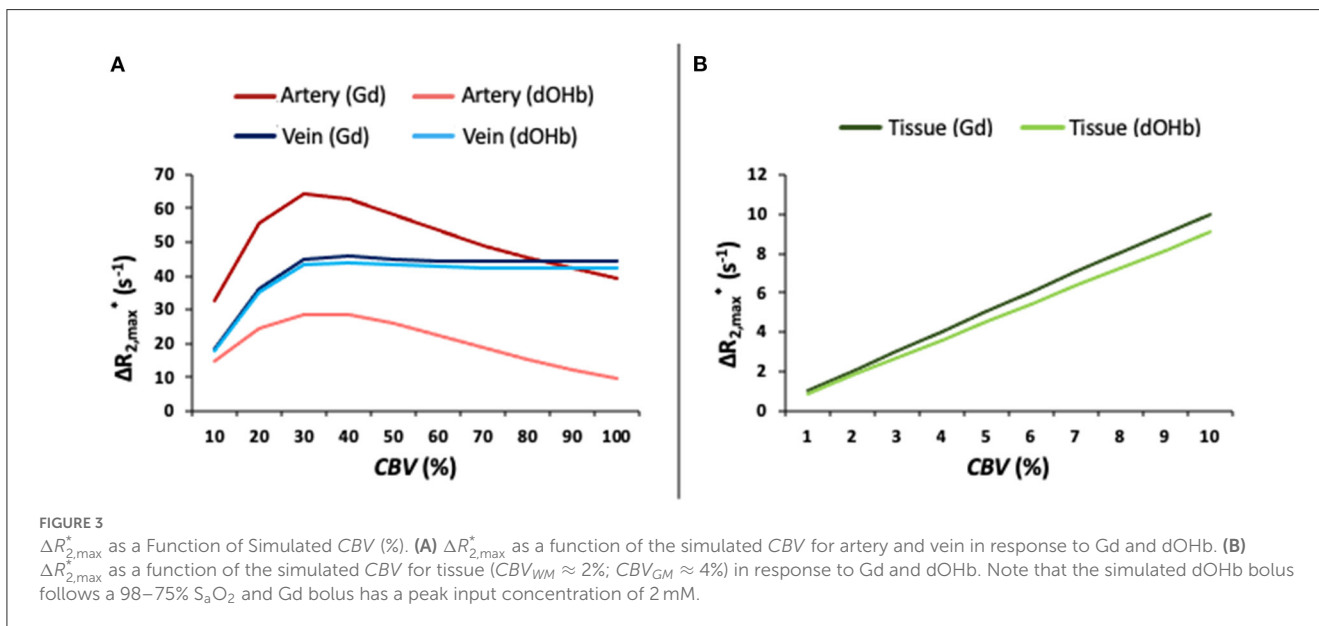 A
Artery (Gd) Artery (dOHb)
Vein (Gd) Vein (dOHb)
ΔR2,max* (s-1)
70
60
50
40
30
20
10
0
10 20 30 40 50 60 70 80 90 100
CBV (%)
B
Tissue (Gd) Tissue (dOHb)
ΔR2,max* (s-1)
12
10
8
6
4
2
0
1 2 3 4 5 6 7 8 9 10
CBV (%)
FIGURE 3
ΔR*2,max as a Function of Simulated CBV (%). (A) ΔR*2,max as a function of the simulated CBV for artery and vein in response to Gd and dOHb. (B)
ΔR*2,max as a function of the simulated CBV for tissue (CBVWM ≈ 2%; CBVGM ≈ 4%) in response to Gd and dOHb. Note that the simulated dOHb bolus
follows a 98–75% SaO2 and Gd bolus has a peak input concentration of 2 mM.